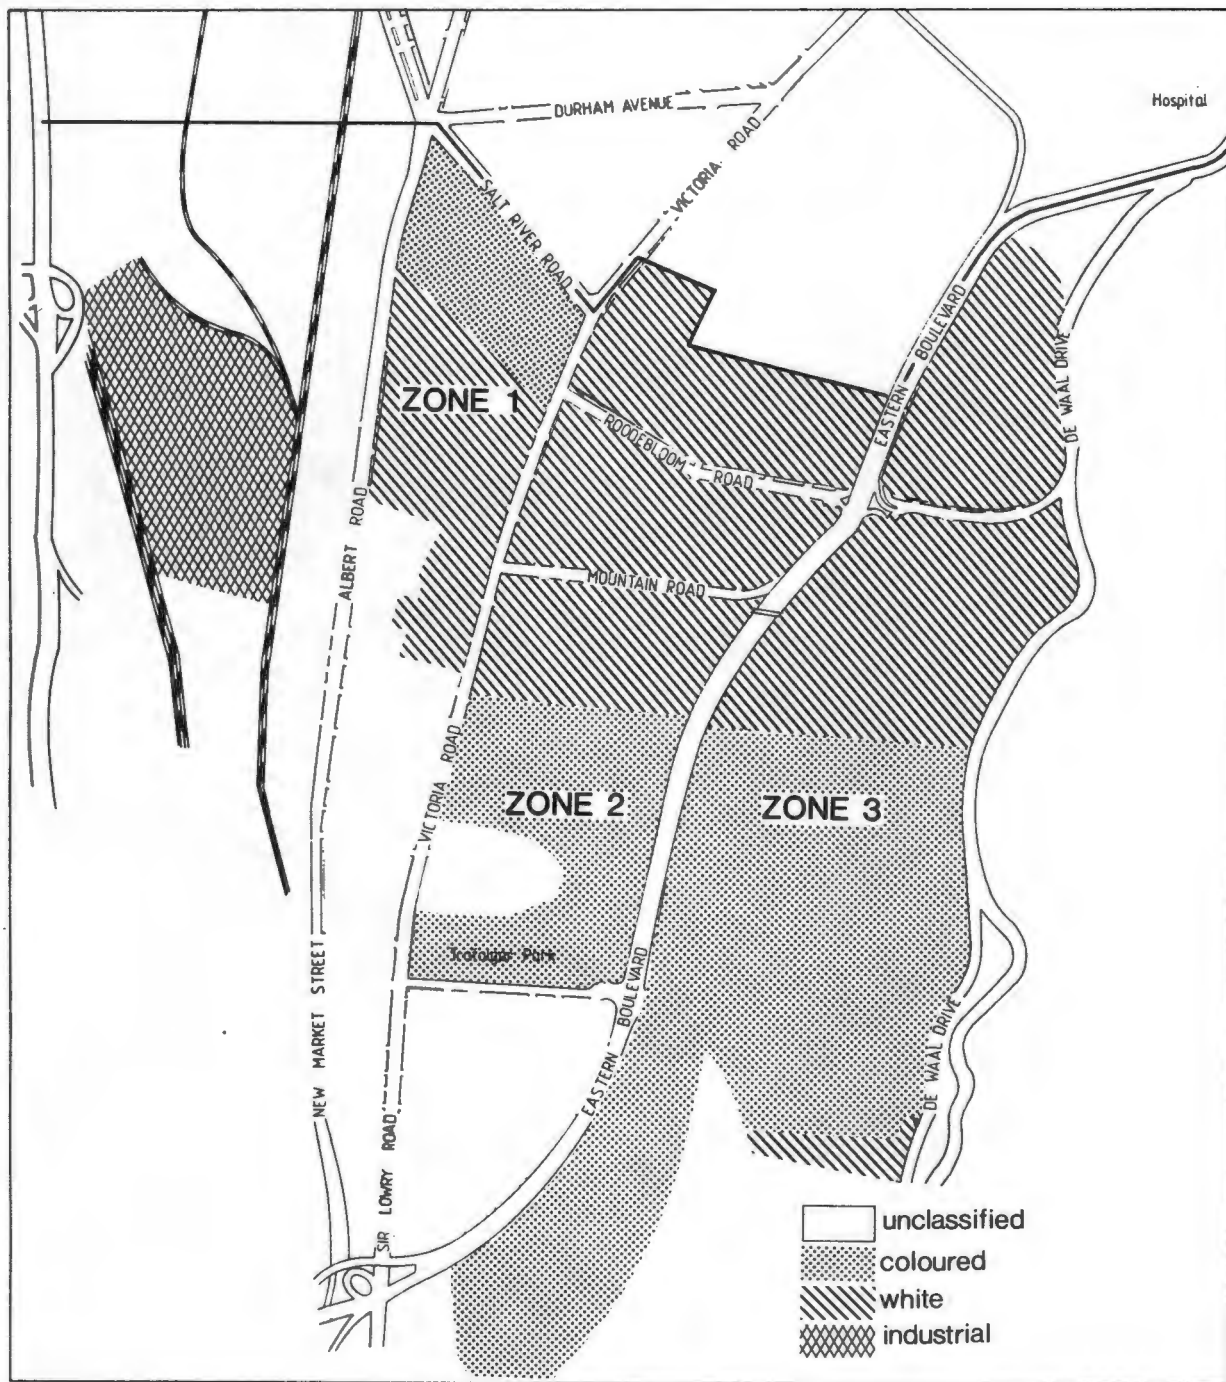 Hospital
DURHAM AVENUE
VICTORIA ROAD
SALT RIVER ROAD
EASTERN BOULEVARD
DE WAAL DRIVE
ZONE 1
ROODEBLOOM ROAD
ALBERT ROAD
MOUNTAIN ROAD
VICTORIA ROAD
ZONE 2
ZONE 3
Trafalgar Park
NEW MARKET STREET
EASTERN BOULEVARD
DE WAAL DRIVE
SIR LOWRY ROAD
unclassified
coloured
white
industrial